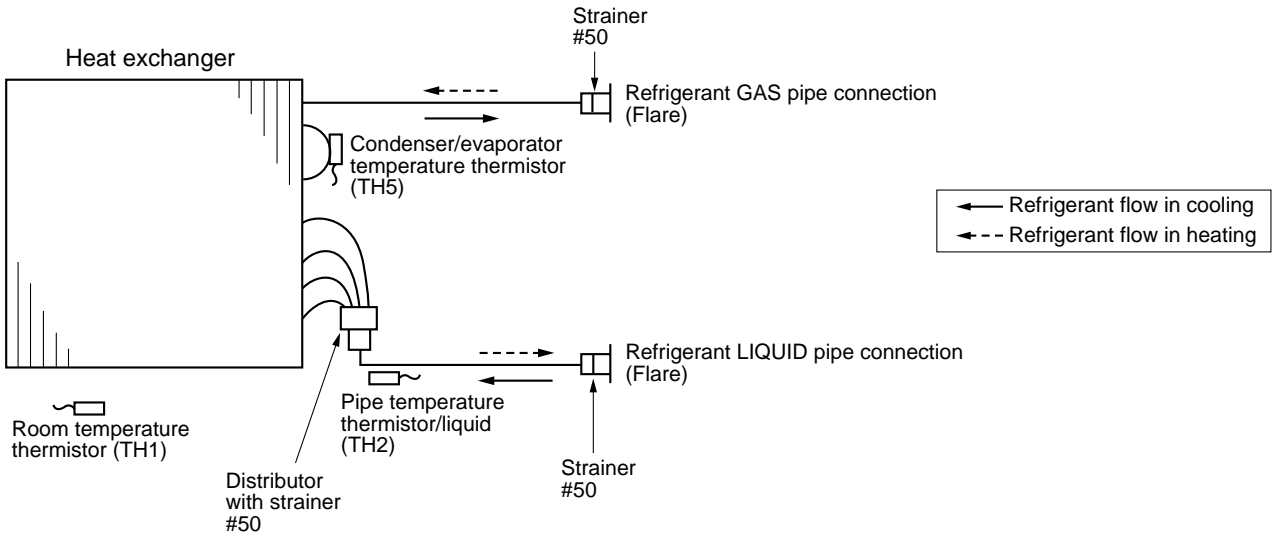 Strainer
#50
Heat exchanger
Refrigerant GAS pipe connection
(Flare)
Condenser/evaporator
temperature thermistor
(TH5)
Refrigerant flow in cooling
Refrigerant flow in heating
Refrigerant LIQUID pipe connection
(Flare)
Pipe temperature
thermistor/liquid
(TH2)
Room temperature
thermistor (TH1)
Distributor
with strainer
#50
Strainer
#50